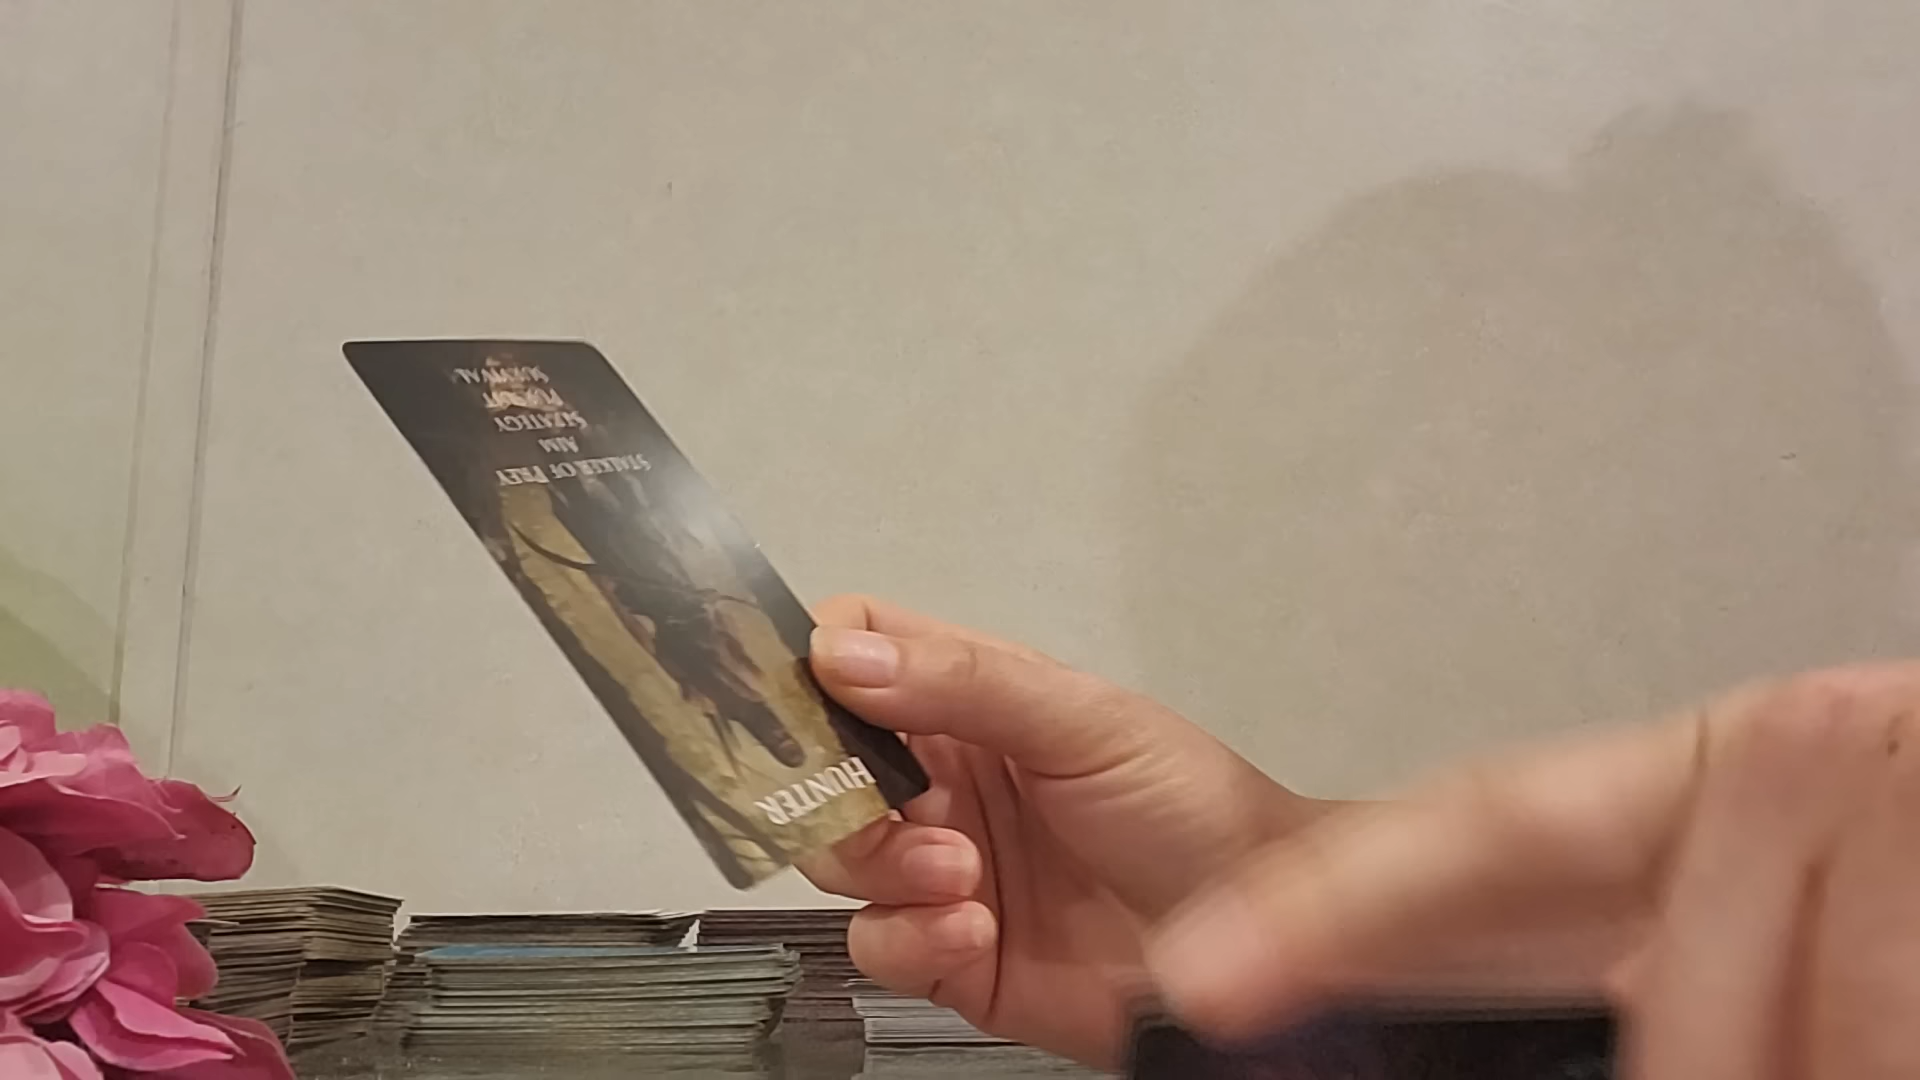 HUNTER
STALKER OF PREY
AIM
STRATEGY
PURSUIT
SURVIVAL